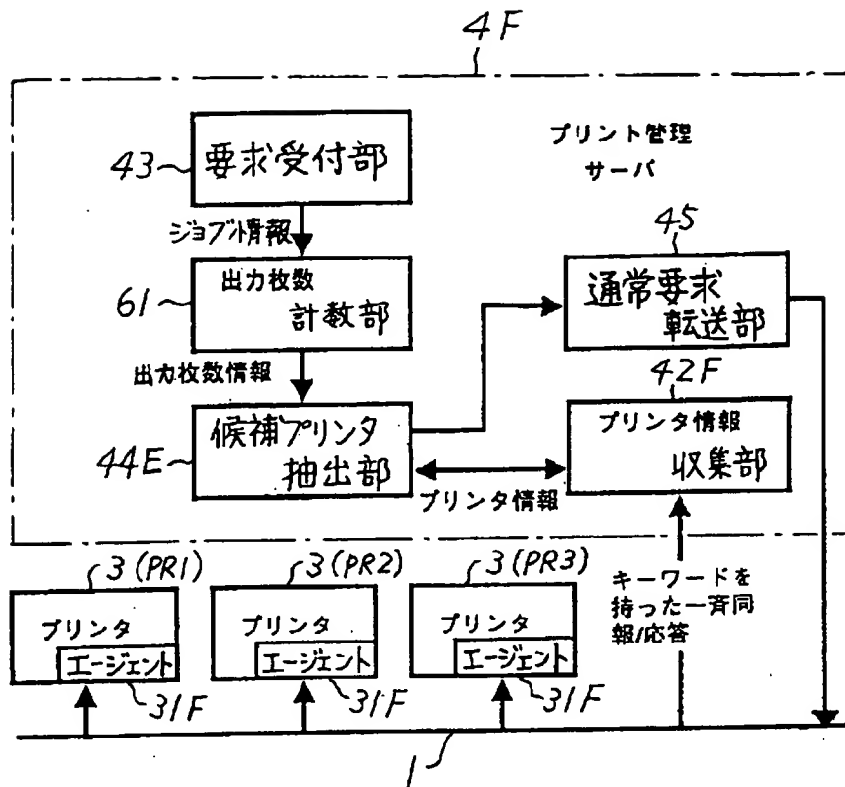 4F
プリント管理
サーバ
43
要求受付部
ジョブ情報
61
出力枚数
計数部
出力枚数情報
44E
候補プリンタ
抽出部
45
通常要求
転送部
42F
プリンタ情報
収集部
プリンタ情報
キーワードを
持った一斉同
報/応答
3(PR1)
プリンタ
エージェント
31F
3(PR2)
プリンタ
エージェント
31F
3(PR3)
プリンタ
エージェント
31F
1